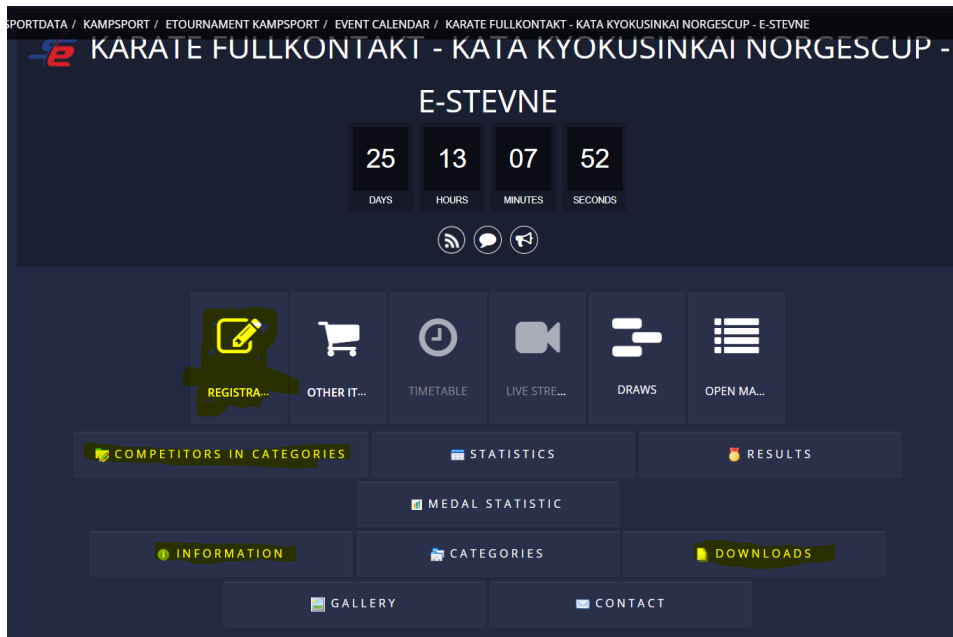 SPORTDATA / KAMPSPORT / ETOURNAMENT KAMPSPORT / EVENT CALENDAR / KARATE FULLKONTAKT - KATA KYOKUSINKAI NORGESCUP - E-STEVNE
KARATE FULLKONTAKT - KATA KYOKUSINKAI NORGESCUP -
E-STEVNE
25 13 07 52
DAYS HOURS MINUTES SECONDS
REGISTRA... OTHER IT... TIMETABLE LIVE STRE... DRAWS OPEN MA...
COMPETITORS IN CATEGORIES STATISTICS RESULTS
MEDAL STATISTIC
INFORMATION CATEGORIES DOWNLOADS
GALLERY CONTACT